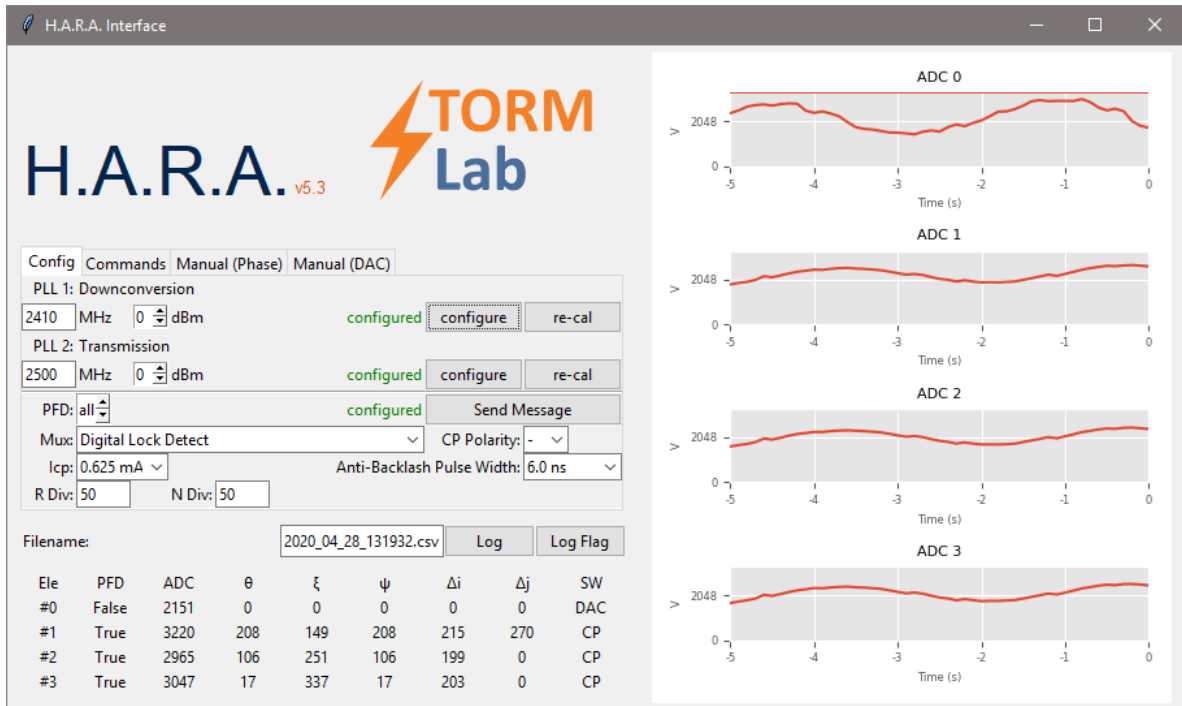 H.A.R.A. Interface
H.A.R.A. v5.3
TORM
Lab
Config Commands Manual (Phase) Manual (DAC)
PLL 1: Downconversion
2410 MHz 0 dBm configured configure re-cal
PLL 2: Transmission
2500 MHz 0 dBm configured configure re-cal
PFD: all configured Send Message
Mux: Digital Lock Detect CP Polarity: -
Icp: 0.625 mA Anti-Backlash Pulse Width: 6.0 ns
R Div: 50 N Div: 50
Filename: 2020_04_28_131932.csv Log Log Flag
Ele PFD ADC θ ξ ψ Δi Δj SW
#0 False 2151 0 0 0 0 0 DAC
#1 True 3220 208 149 208 215 270 CP
#2 True 2965 106 251 106 199 0 CP
#3 True 3047 17 337 17 203 0 CP
ADC 0
V
2048
0
-5 -4 -3 -2 -1 0
Time (s)
ADC 1
V
2048
0
-5 -4 -3 -2 -1 0
Time (s)
ADC 2
V
2048
0
-5 -4 -3 -2 -1 0
Time (s)
ADC 3
V
2048
0
-5 -4 -3 -2 -1 0
Time (s)